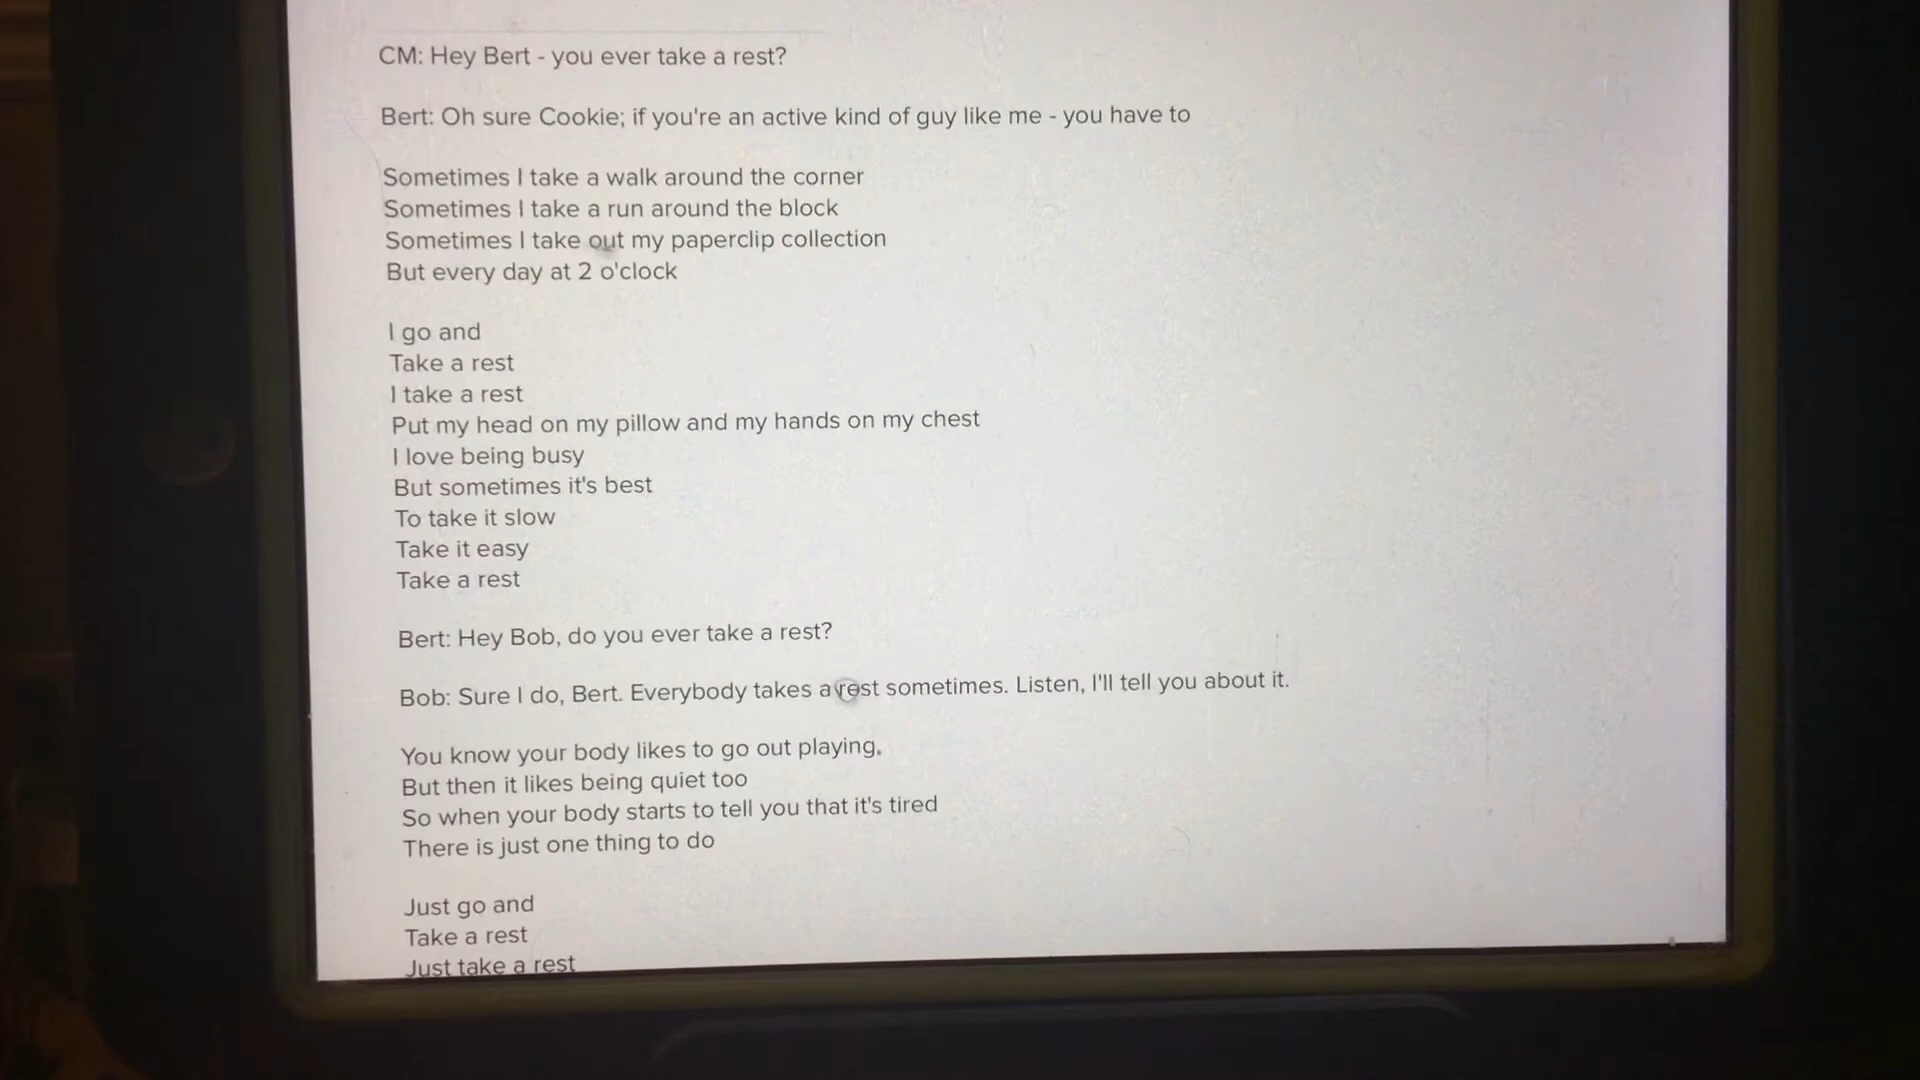 CM: Hey Bert - you ever take a rest?
Bert: Oh sure Cookie; if you're an active kind of guy like me - you have to
Sometimes I take a walk around the corner
Sometimes I take a run around the block
Sometimes I take out my paperclip collection
But every day at 2 o'clock
I go and
Take a rest
I take a rest
Put my head on my pillow and my hands on my chest
I love being busy
But sometimes it's best
To take it slow
Take it easy
Take a rest
Bert: Hey Bob, do you ever take a rest?
Bob: Sure I do, Bert. Everybody takes a rest sometimes. Listen, I'll tell you about it.
You know your body likes to go out playing.
But then it likes being quiet too
So when your body starts to tell you that it's tired
There is just one thing to do
Just go and
Take a rest
Just take a rest